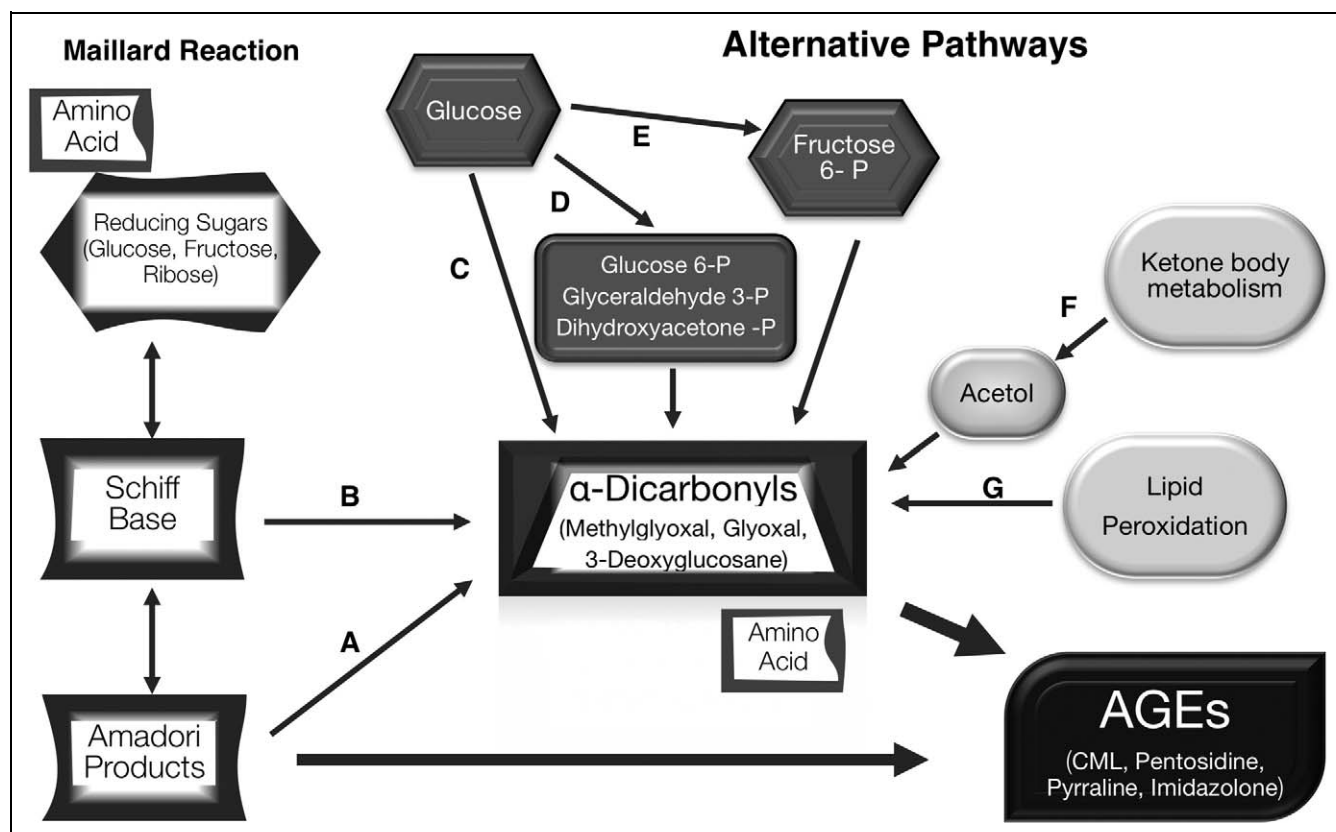 Maillard Reaction
Alternative Pathways
Amino
Acid
Reducing Sugars
(Glucose, Fructose,
Ribose)
Schiff
Base
Amadori
Products
Glucose
E
Fructose
6- P
D
C
Glucose 6-P
Glyceraldehyde 3-P
Dihydroxyacetone -P
Ketone body
metabolism
F
Acetol
G
Lipid
Peroxidation
B
A
α-Dicarbonyls
(Methylglyoxal, Glyoxal,
3-Deoxyglucosane)
Amino
Acid
AGEs
(CML, Pentosidine,
Pyrraline, Imidazolone)